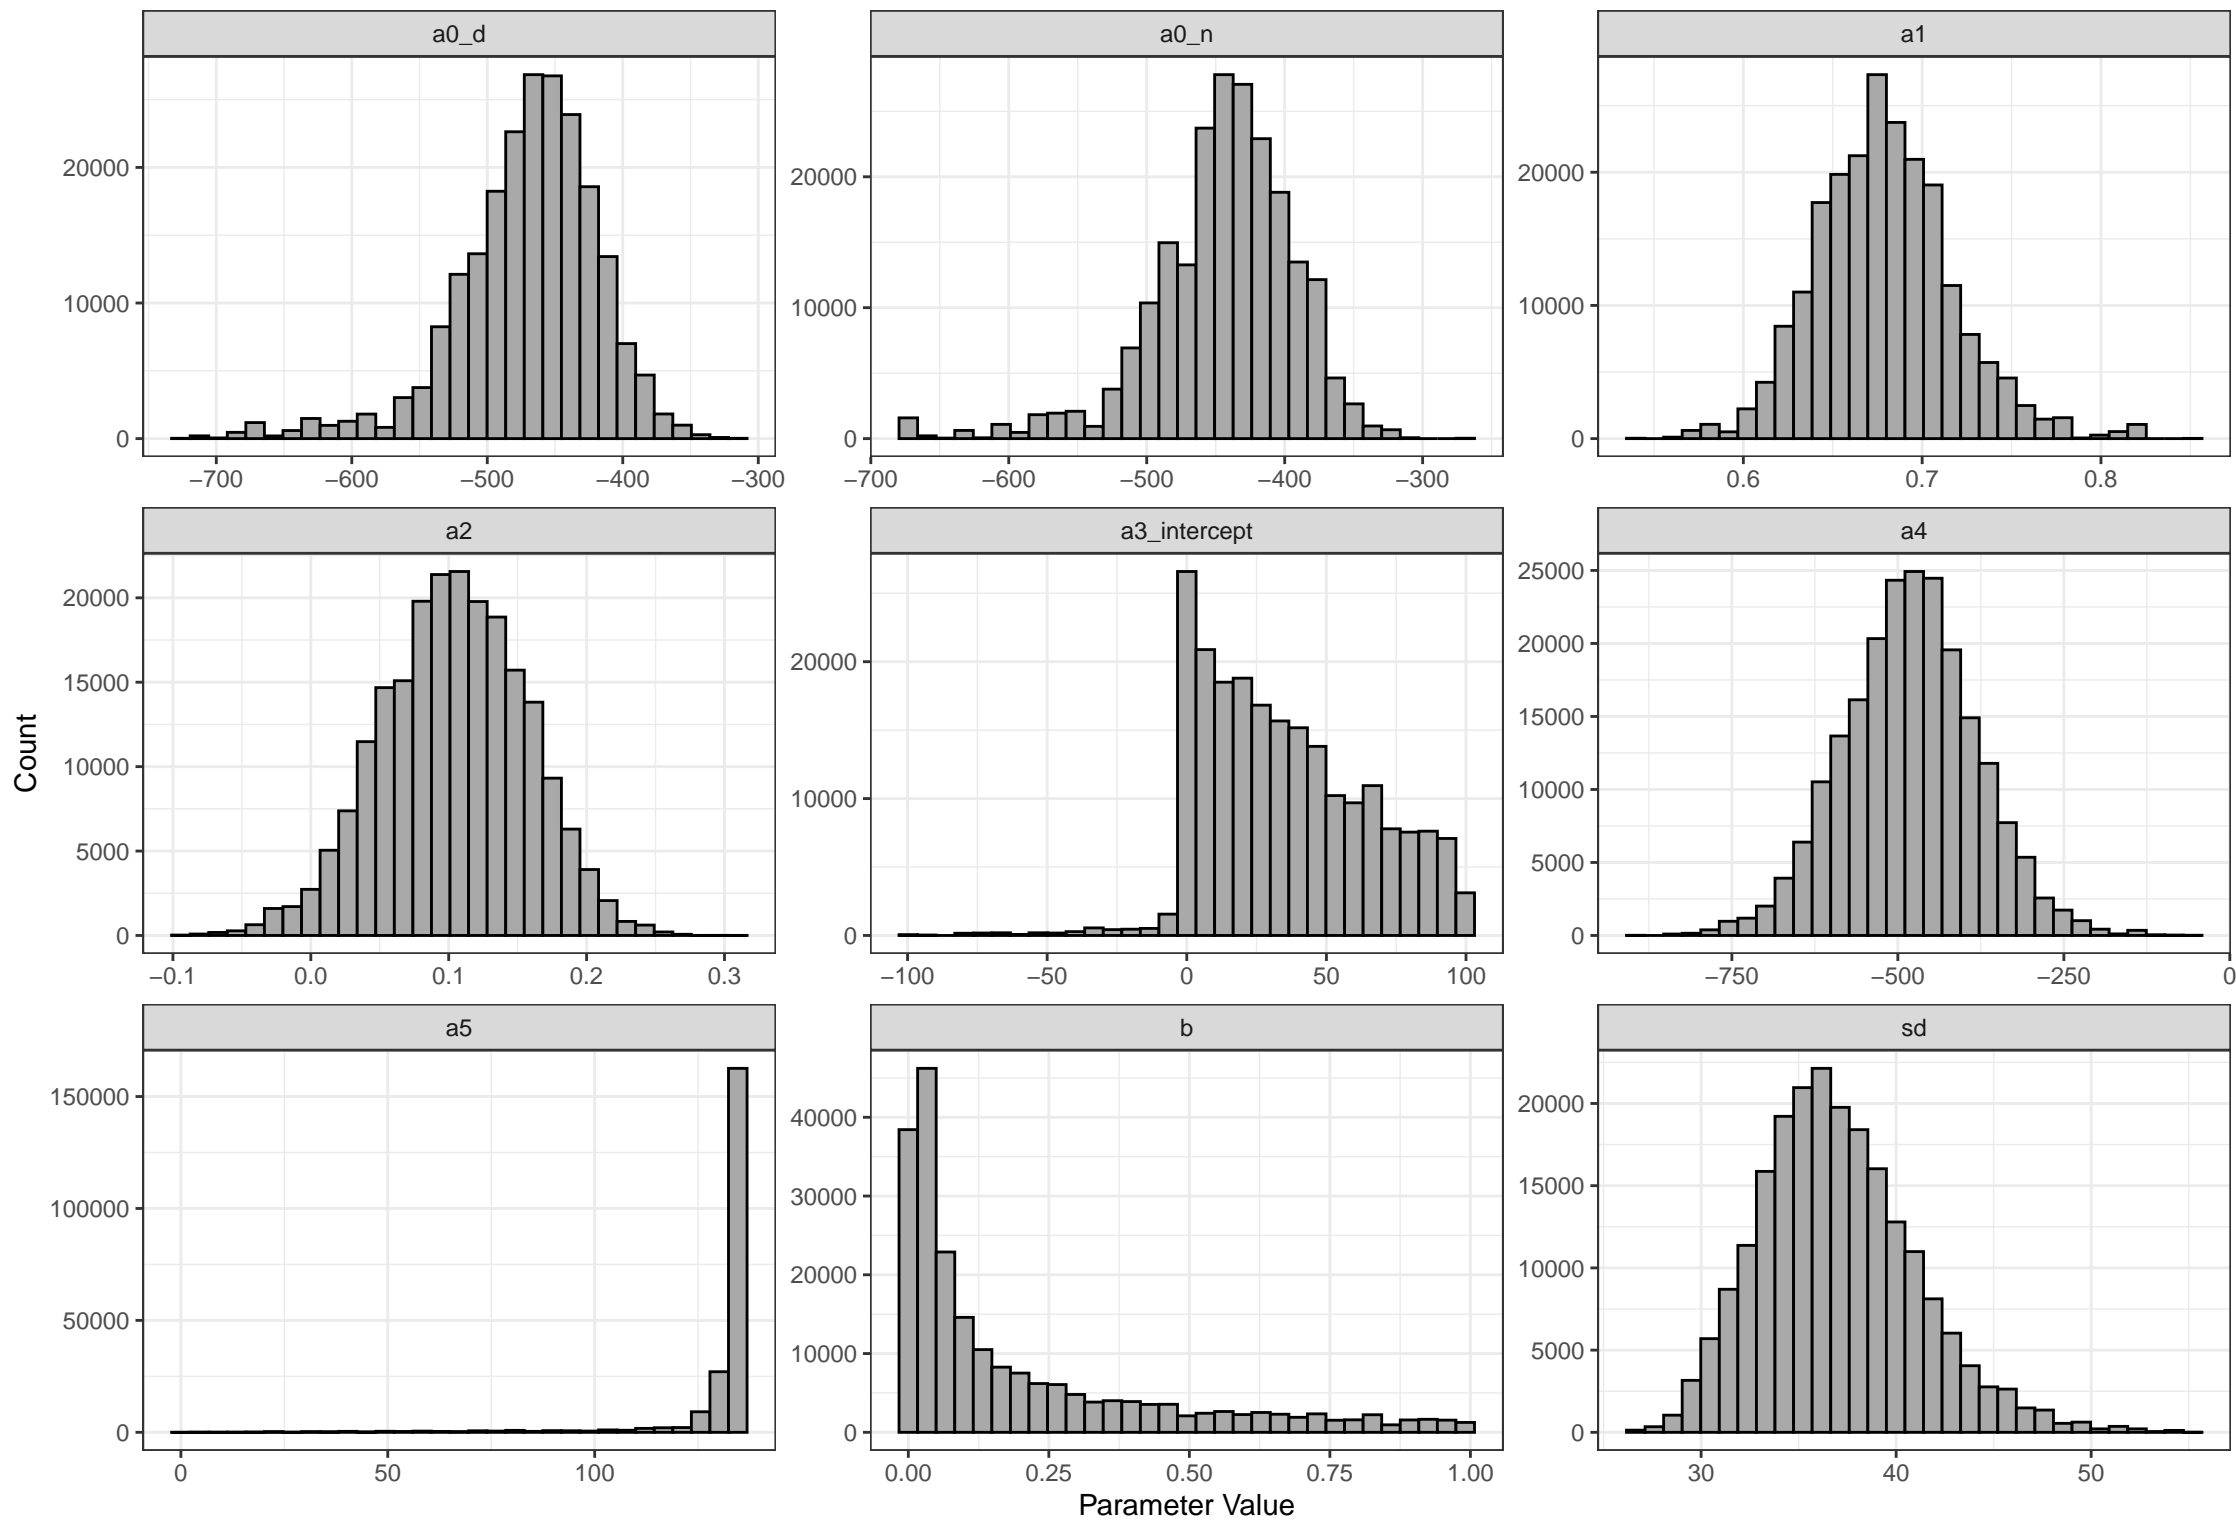 a0_d
a0_n
a1
20000
10000
0
−700 −600 −500 −400 −300
20000
10000
0
−700 −600 −500 −400 −300
20000
10000
0
0.6 0.7 0.8
a2
a3_intercept
a4
20000
15000
10000
5000
0
−0.1 0.0 0.1 0.2 0.3
20000
10000
0
−100 −50 0 50 100
25000
20000
15000
10000
5000
0
−750 −500 −250 0
a5
b
sd
150000
100000
50000
0
0 50 100
40000
30000
20000
10000
0
0.00 0.25 0.50 0.75 1.00
20000
15000
10000
5000
0
30 40 50
Count
Parameter Value